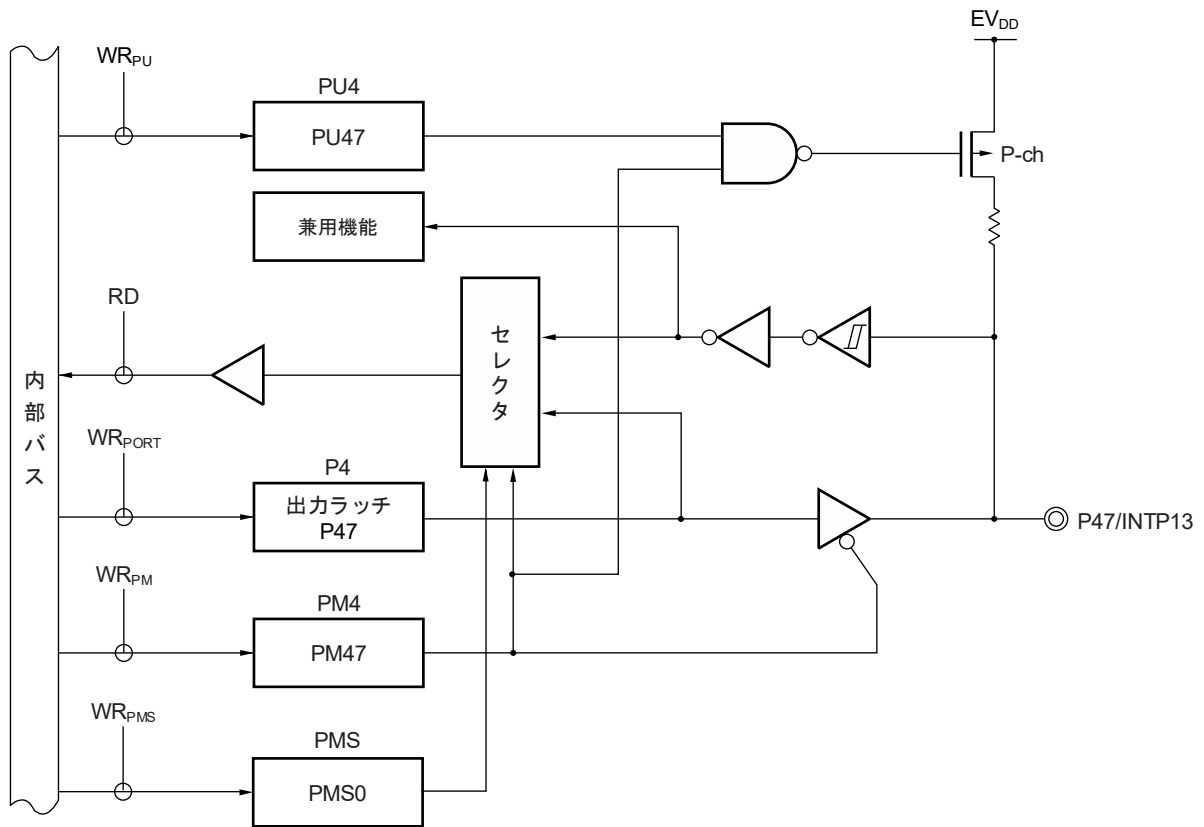 EVDD
WRPU
PU4
PU47
P-ch
兼用機能
RD
セレクタ
内部バス
WRPORT
P4
出力ラッチ
P47
P47/INTP13
WRPM
PM4
PM47
WRPMS
PMS
PMS0